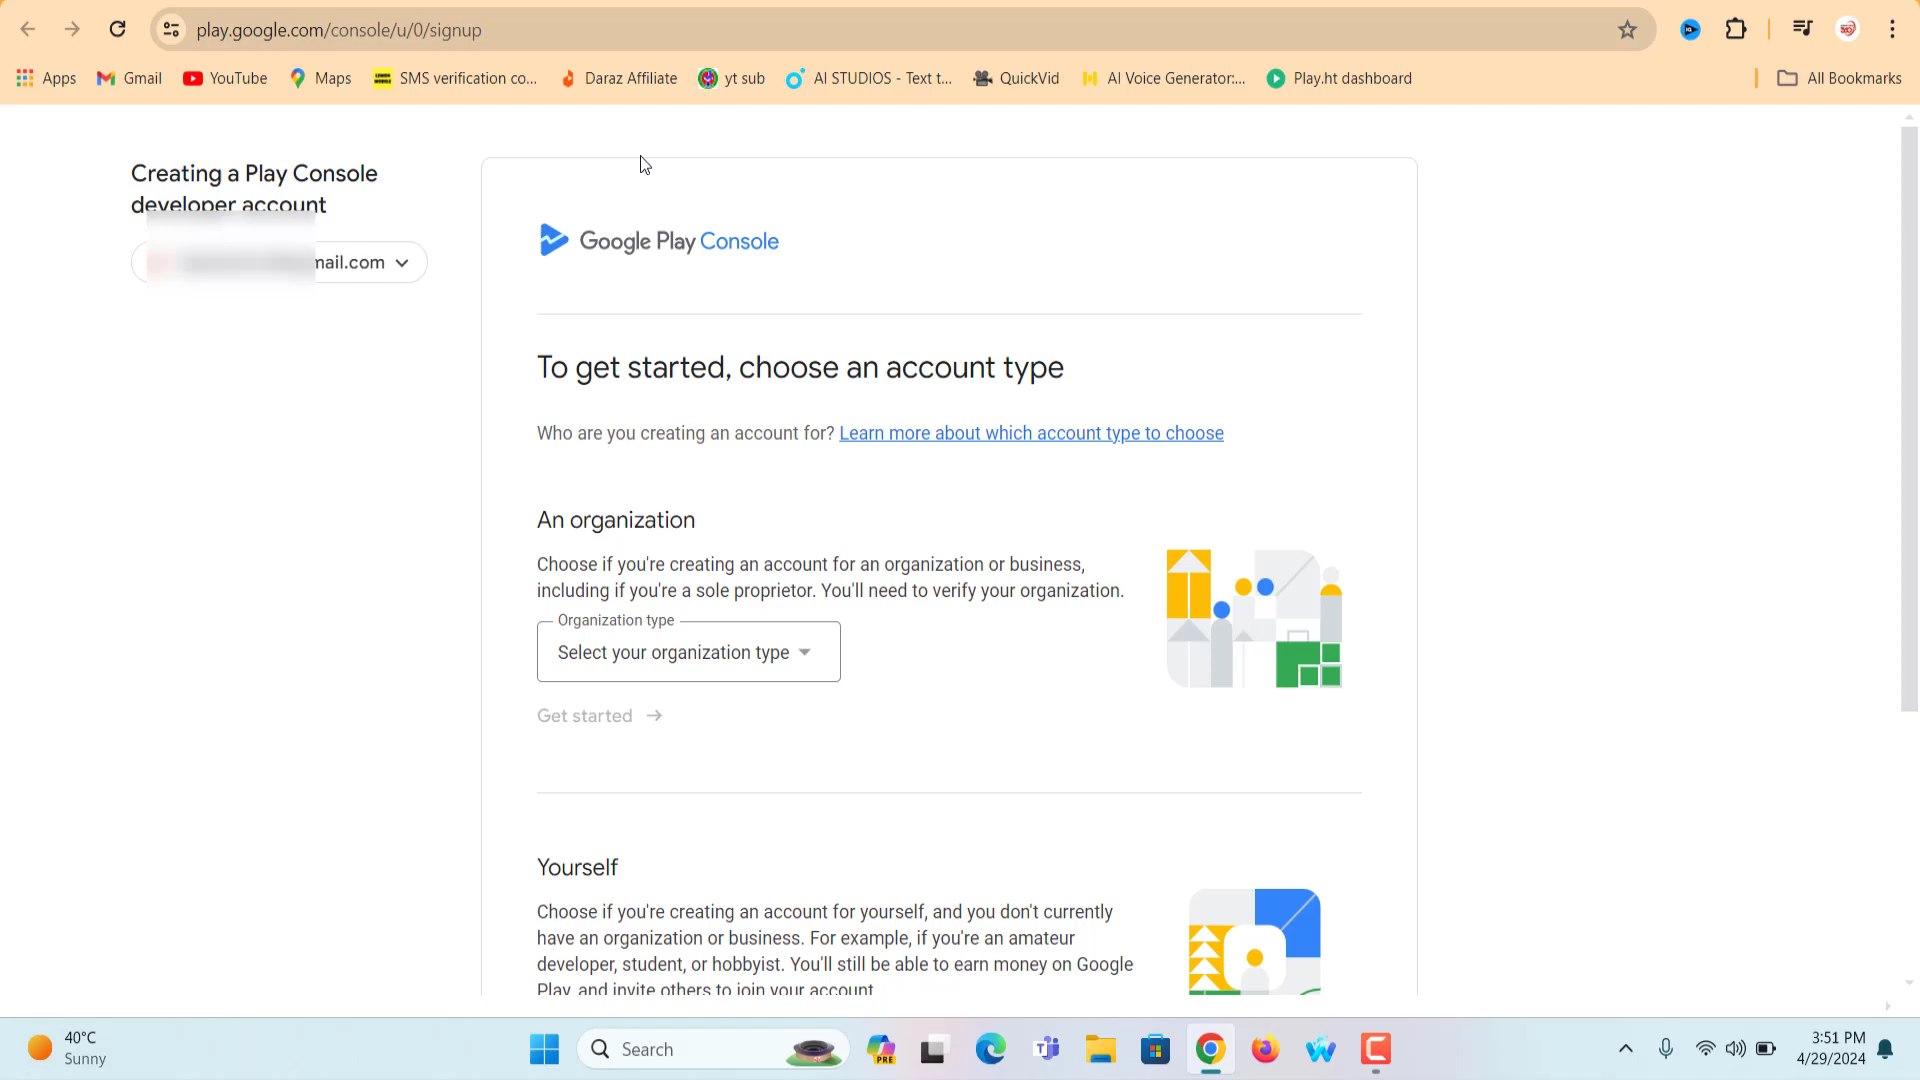 play.google.com/console/u/0/signup
Apps
Gmail
YouTube
Maps
SMS verification co...
Daraz Affiliate
yt sub
AI STUDIOS - Text t...
QuickVid
AI Voice Generator:...
Play.ht dashboard
All Bookmarks
Creating a Play Console
developer account
mail.com
Google Play Console
To get started, choose an account type
Who are you creating an account for? Learn more about which account type to choose
An organization
Choose if you're creating an account for an organization or business,
including if you're a sole proprietor. You'll need to verify your organization.
Organization type
Select your organization type
Get started
Yourself
Choose if you're creating an account for yourself, and you don't currently
have an organization or business. For example, if you're an amateur
developer, student, or hobbyist. You'll still be able to earn money on Google
Play, and invite others to join your account
40°C
Sunny
Search
PRE
3:51 PM
4/29/2024